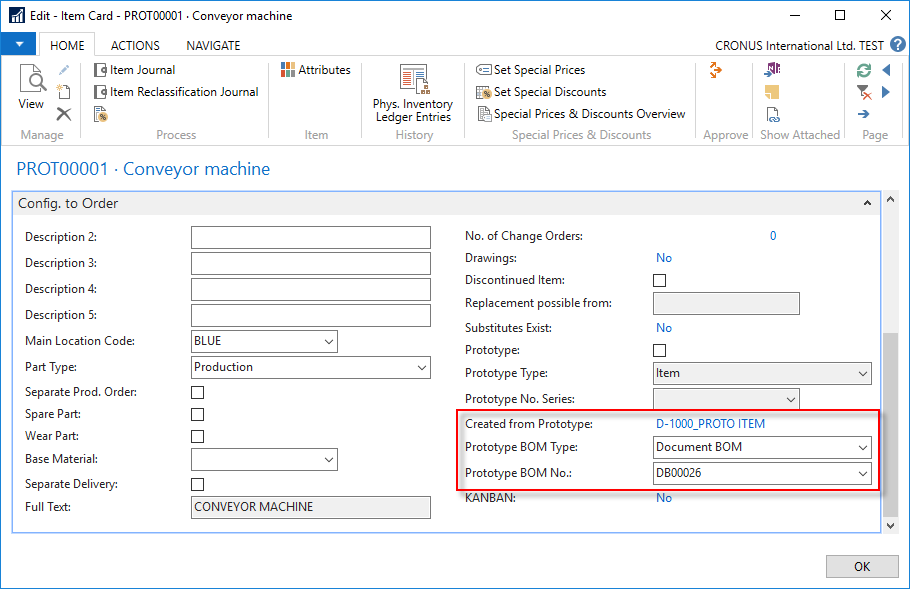 Edit - Item Card - PROT00001 · Conveyor machine
HOME
ACTIONS
NAVIGATE
CRONUS International Ltd. TEST
?
View
Manage
Item Journal
Item Reclassification Journal
Process
Attributes
Item
Phys. Inventory
Ledger Entries
History
Set Special Prices
Set Special Discounts
Special Prices & Discounts Overview
Special Prices & Discounts
Approve
Show Attached
Page
PROT00001 · Conveyor machine
Config. to Order
Description 2:
Description 3:
Description 4:
Description 5:
Main Location Code: BLUE
Part Type: Production
Separate Prod. Order:
Spare Part:
Wear Part:
Base Material:
Separate Delivery:
Full Text: CONVEYOR MACHINE
No. of Change Orders: 0
Drawings: No
Discontinued Item:
Replacement possible from:
Substitutes Exist: No
Prototype:
Prototype Type: Item
Prototype No. Series:
Created from Prototype: D-1000_PROTO ITEM
Prototype BOM Type: Document BOM
Prototype BOM No.: DB00026
KANBAN: No
OK